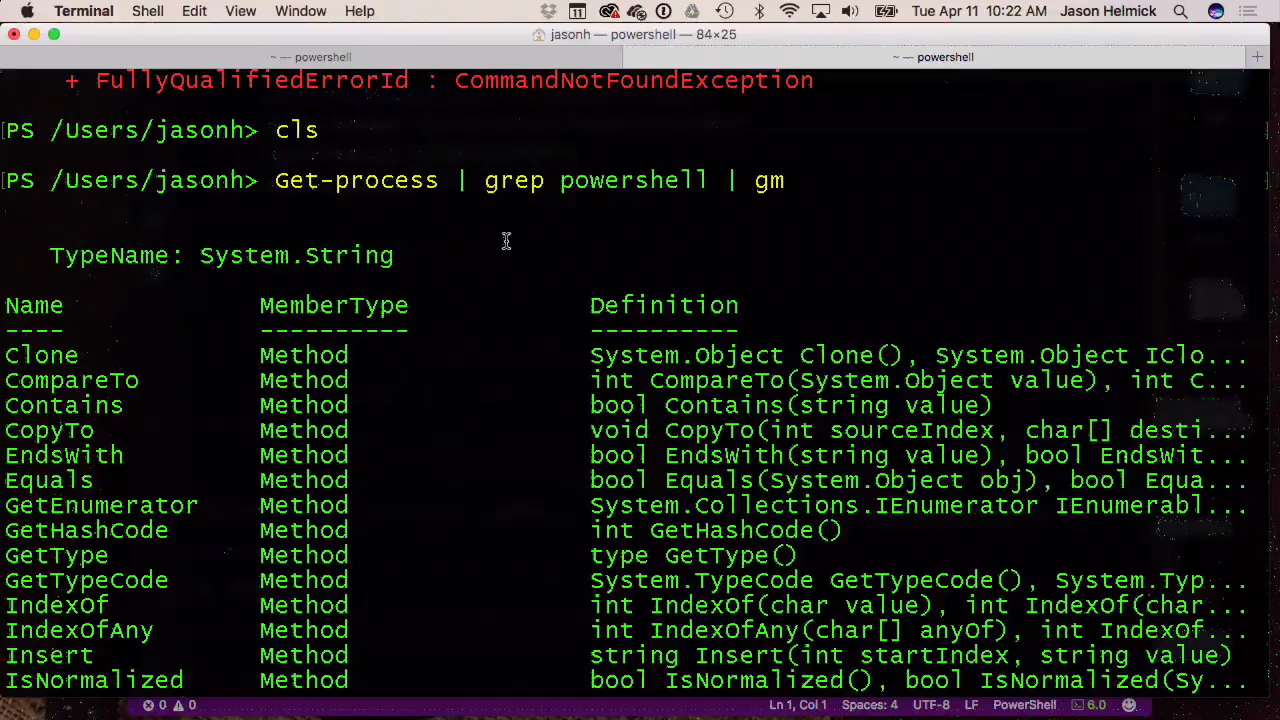 Terminal Shell Edit View Window Help 11 Tue Apr 11 10:22 AM Jason Helmick
jasonh — powershell — 84×25
~ — powershell ~ — powershell +
+ FullyQualifiedErrorId : CommandNotFoundException
[PS /Users/jasonh> cls
[PS /Users/jasonh> Get-process | grep powershell | gm
TypeName: System.String
Name MemberType Definition
---- ---------- ----------
Clone Method System.Object Clone(), System.Object IClo...
CompareTo Method int CompareTo(System.Object value), int C...
Contains Method bool Contains(string value)
CopyTo Method void CopyTo(int sourceIndex, char[] desti...
EndsWith Method bool EndsWith(string value), bool EndsWit...
Equals Method bool Equals(System.Object obj), bool Equa...
GetEnumerator Method System.Collections.IEnumerator IEnumerabl...
GetHashCode Method int GetHashCode()
GetType Method type GetType()
GetTypeCode Method System.TypeCode GetTypeCode(), System.Typ...
IndexOf Method int IndexOf(char value), int IndexOf(char...
IndexOfAny Method int IndexOfAny(char[] anyOf), int IndexOf...
Insert Method string Insert(int startIndex, string value)
IsNormalized Method bool IsNormalized(), bool IsNormalized(Sy...
0 0 Ln 1, Col 1 Spaces: 4 UTF-8 LF PowerShell 6.0